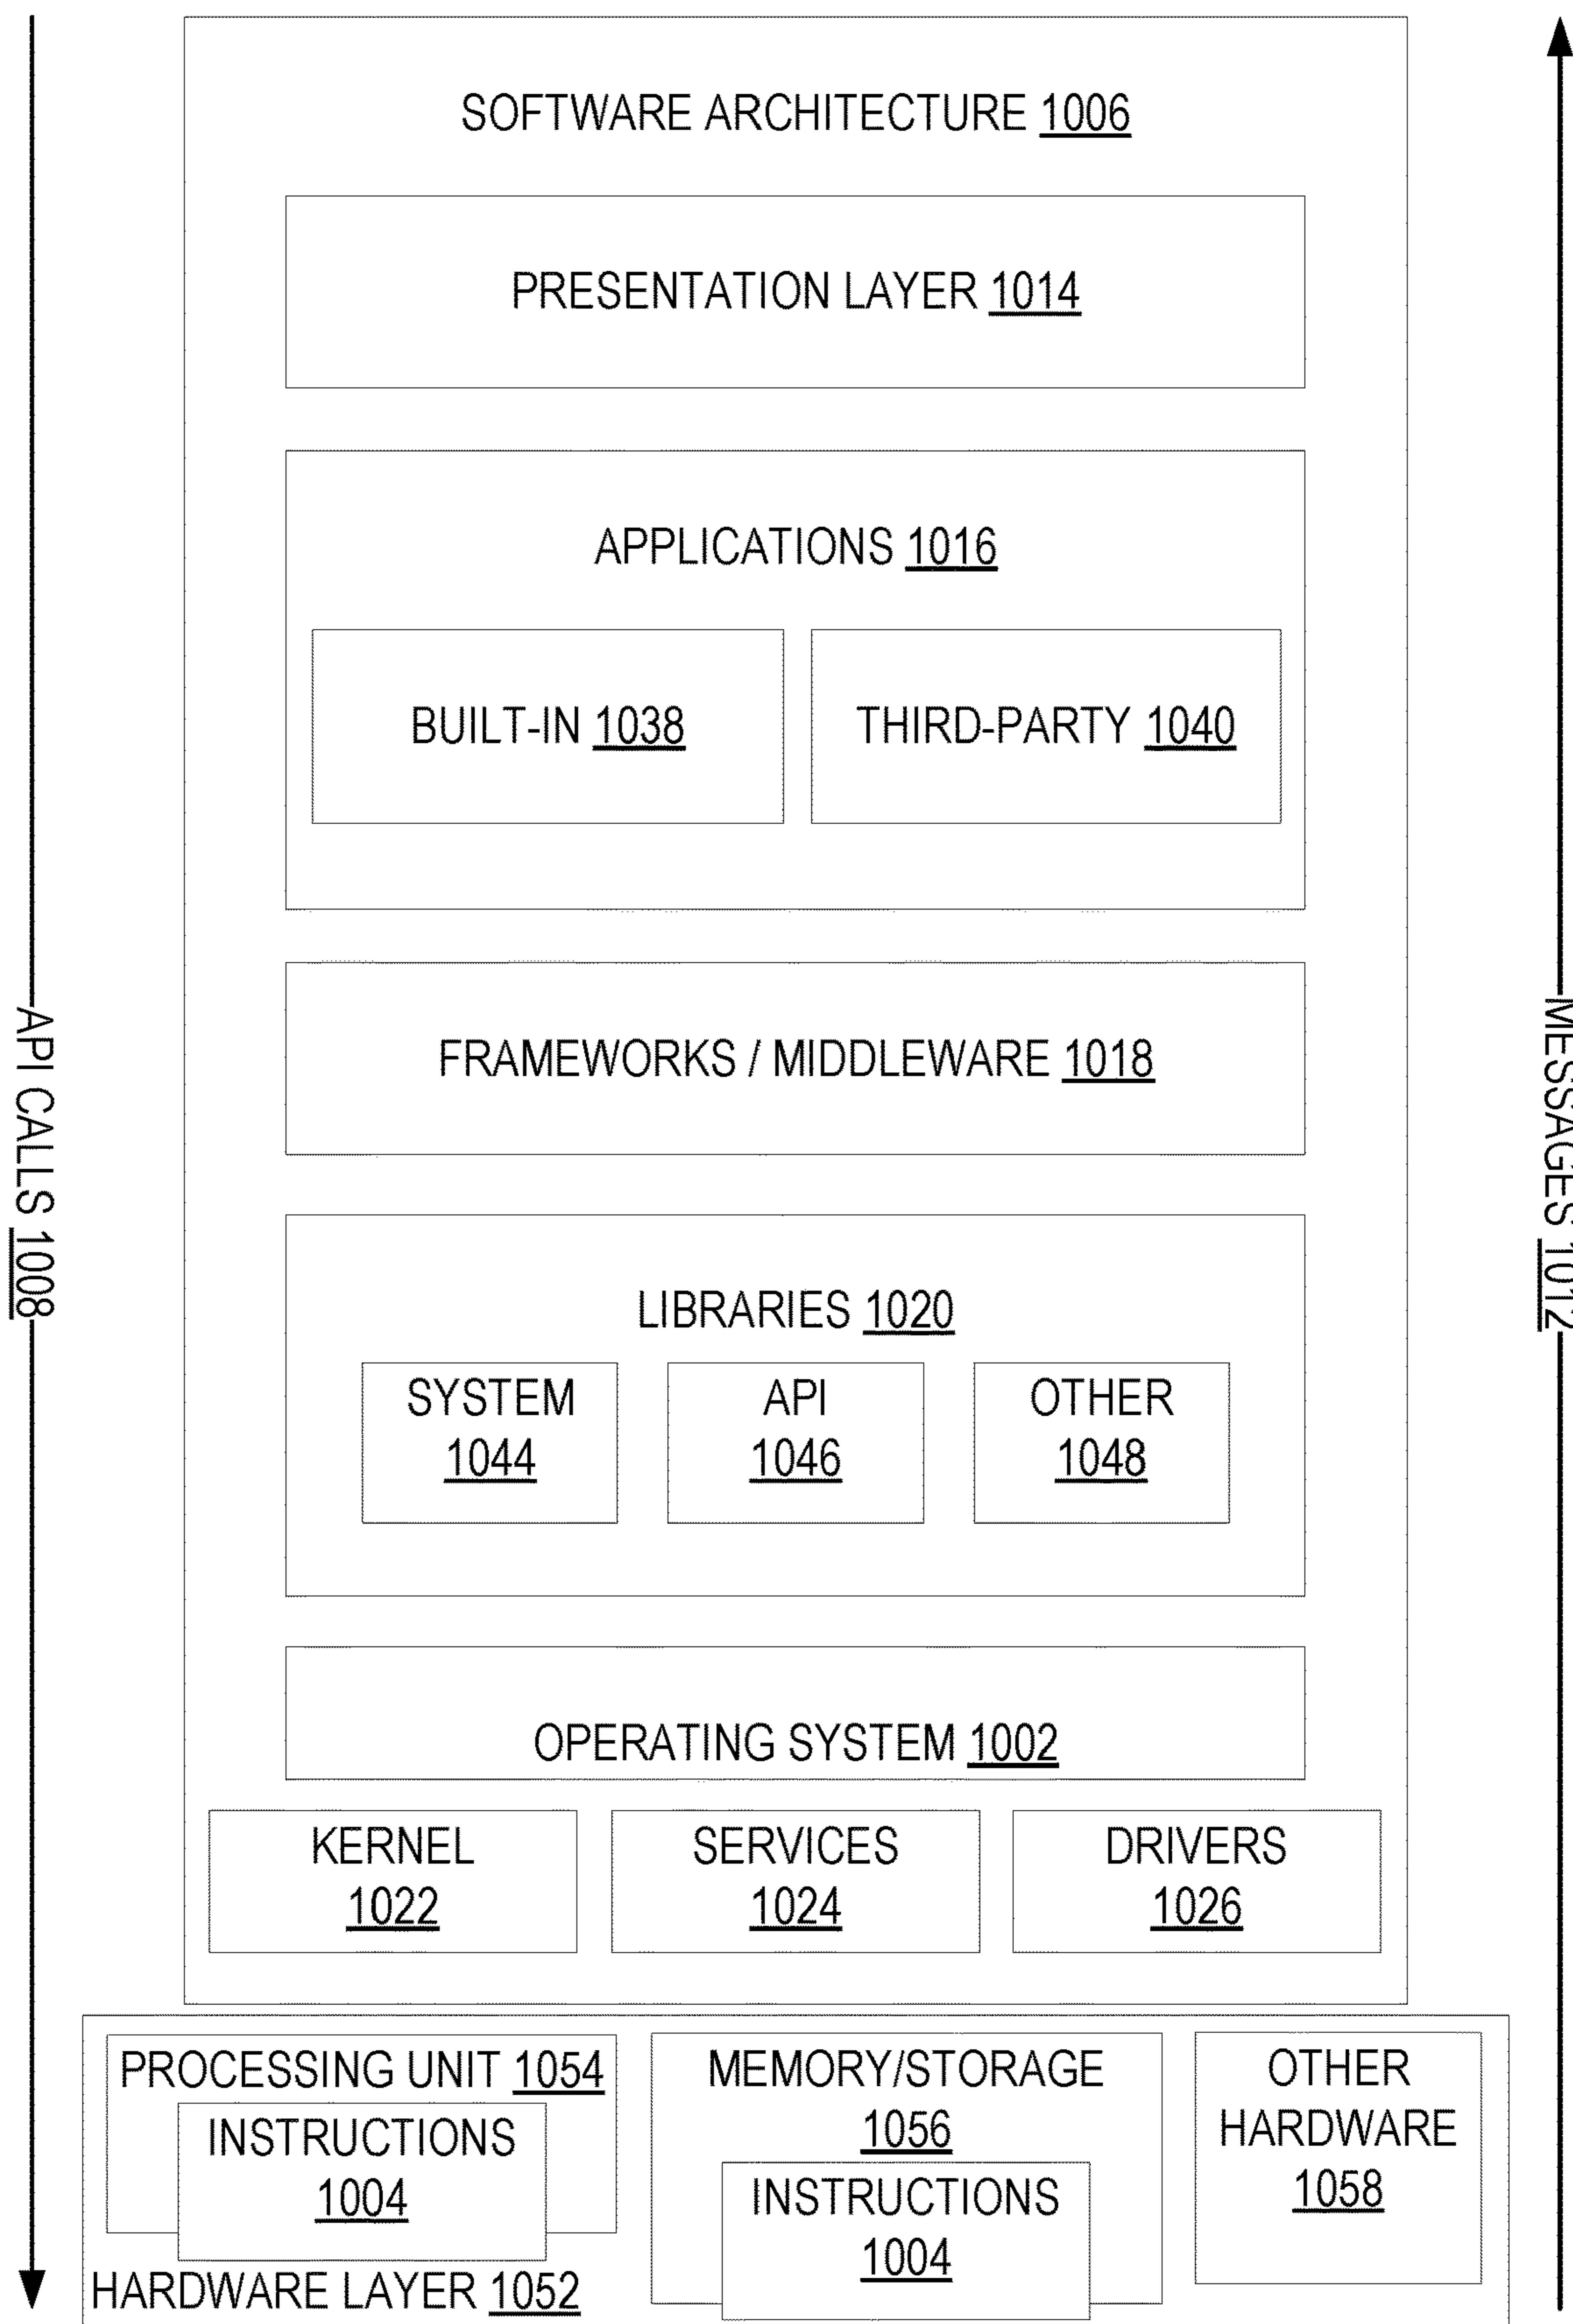 SOFTWARE ARCHITECTURE 1006
PRESENTATION LAYER 1014
APPLICATIONS 1016
BUILT-IN 1038
THIRD-PARTY 1040
FRAMEWORKS / MIDDLEWARE 1018
API CALLS 1008
MESSAGES 1012
LIBRARIES 1020
SYSTEM
1044
API
1046
OTHER
1048
OPERATING SYSTEM 1002
KERNEL
1022
SERVICES
1024
DRIVERS
1026
PROCESSING UNIT 1054
INSTRUCTIONS
1004
MEMORY/STORAGE
1056
INSTRUCTIONS
1004
OTHER
HARDWARE
1058
HARDWARE LAYER 1052